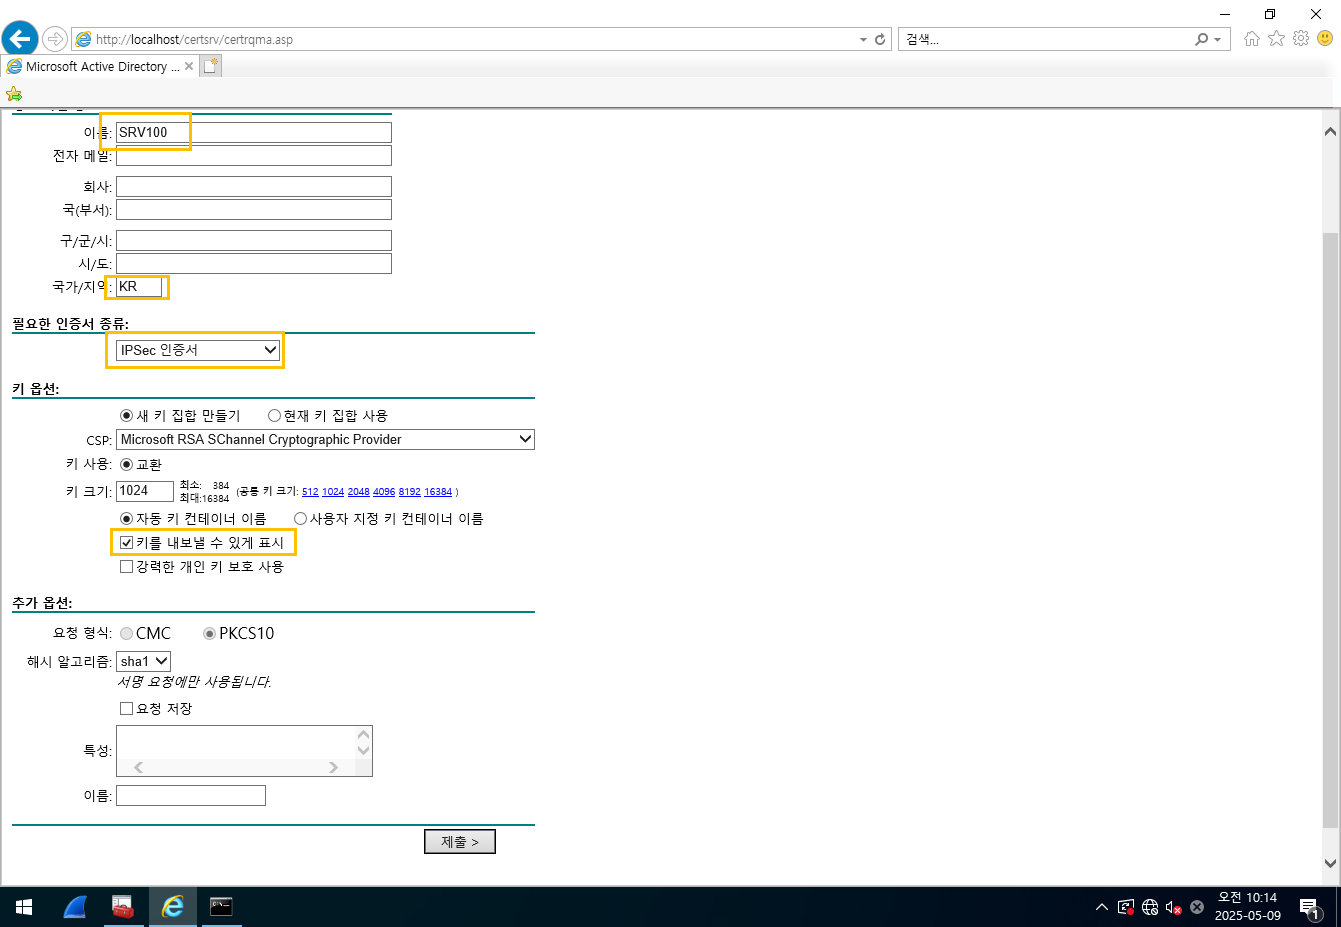 http://localhost/certsrv/certrqma.asp
검색...
Microsoft Active Directory ...
이름: SRV100
전자 메일:
회사:
국(부서):
구/군/시:
시/도:
국가/지역: KR
필요한 인증서 종류:
IPSec 인증서
키 옵션:
새 키 집합 만들기 현재 키 집합 사용
CSP: Microsoft RSA SChannel Cryptographic Provider
키 사용: 교환
키 크기: 1024 최소: 384 (공통 키 크기: 512 1024 2048 4096 8192 16384 )
최대:16384
자동 키 컨테이너 이름 사용자 지정 키 컨테이너 이름
키를 내보낼 수 있게 표시
강력한 개인 키 보호 사용
추가 옵션:
요청 형식: CMC PKCS10
해시 알고리즘: sha1
서명 요청에만 사용됩니다.
요청 저장
특성:
이름:
제출 >
오전 10:14
2025-05-09
1